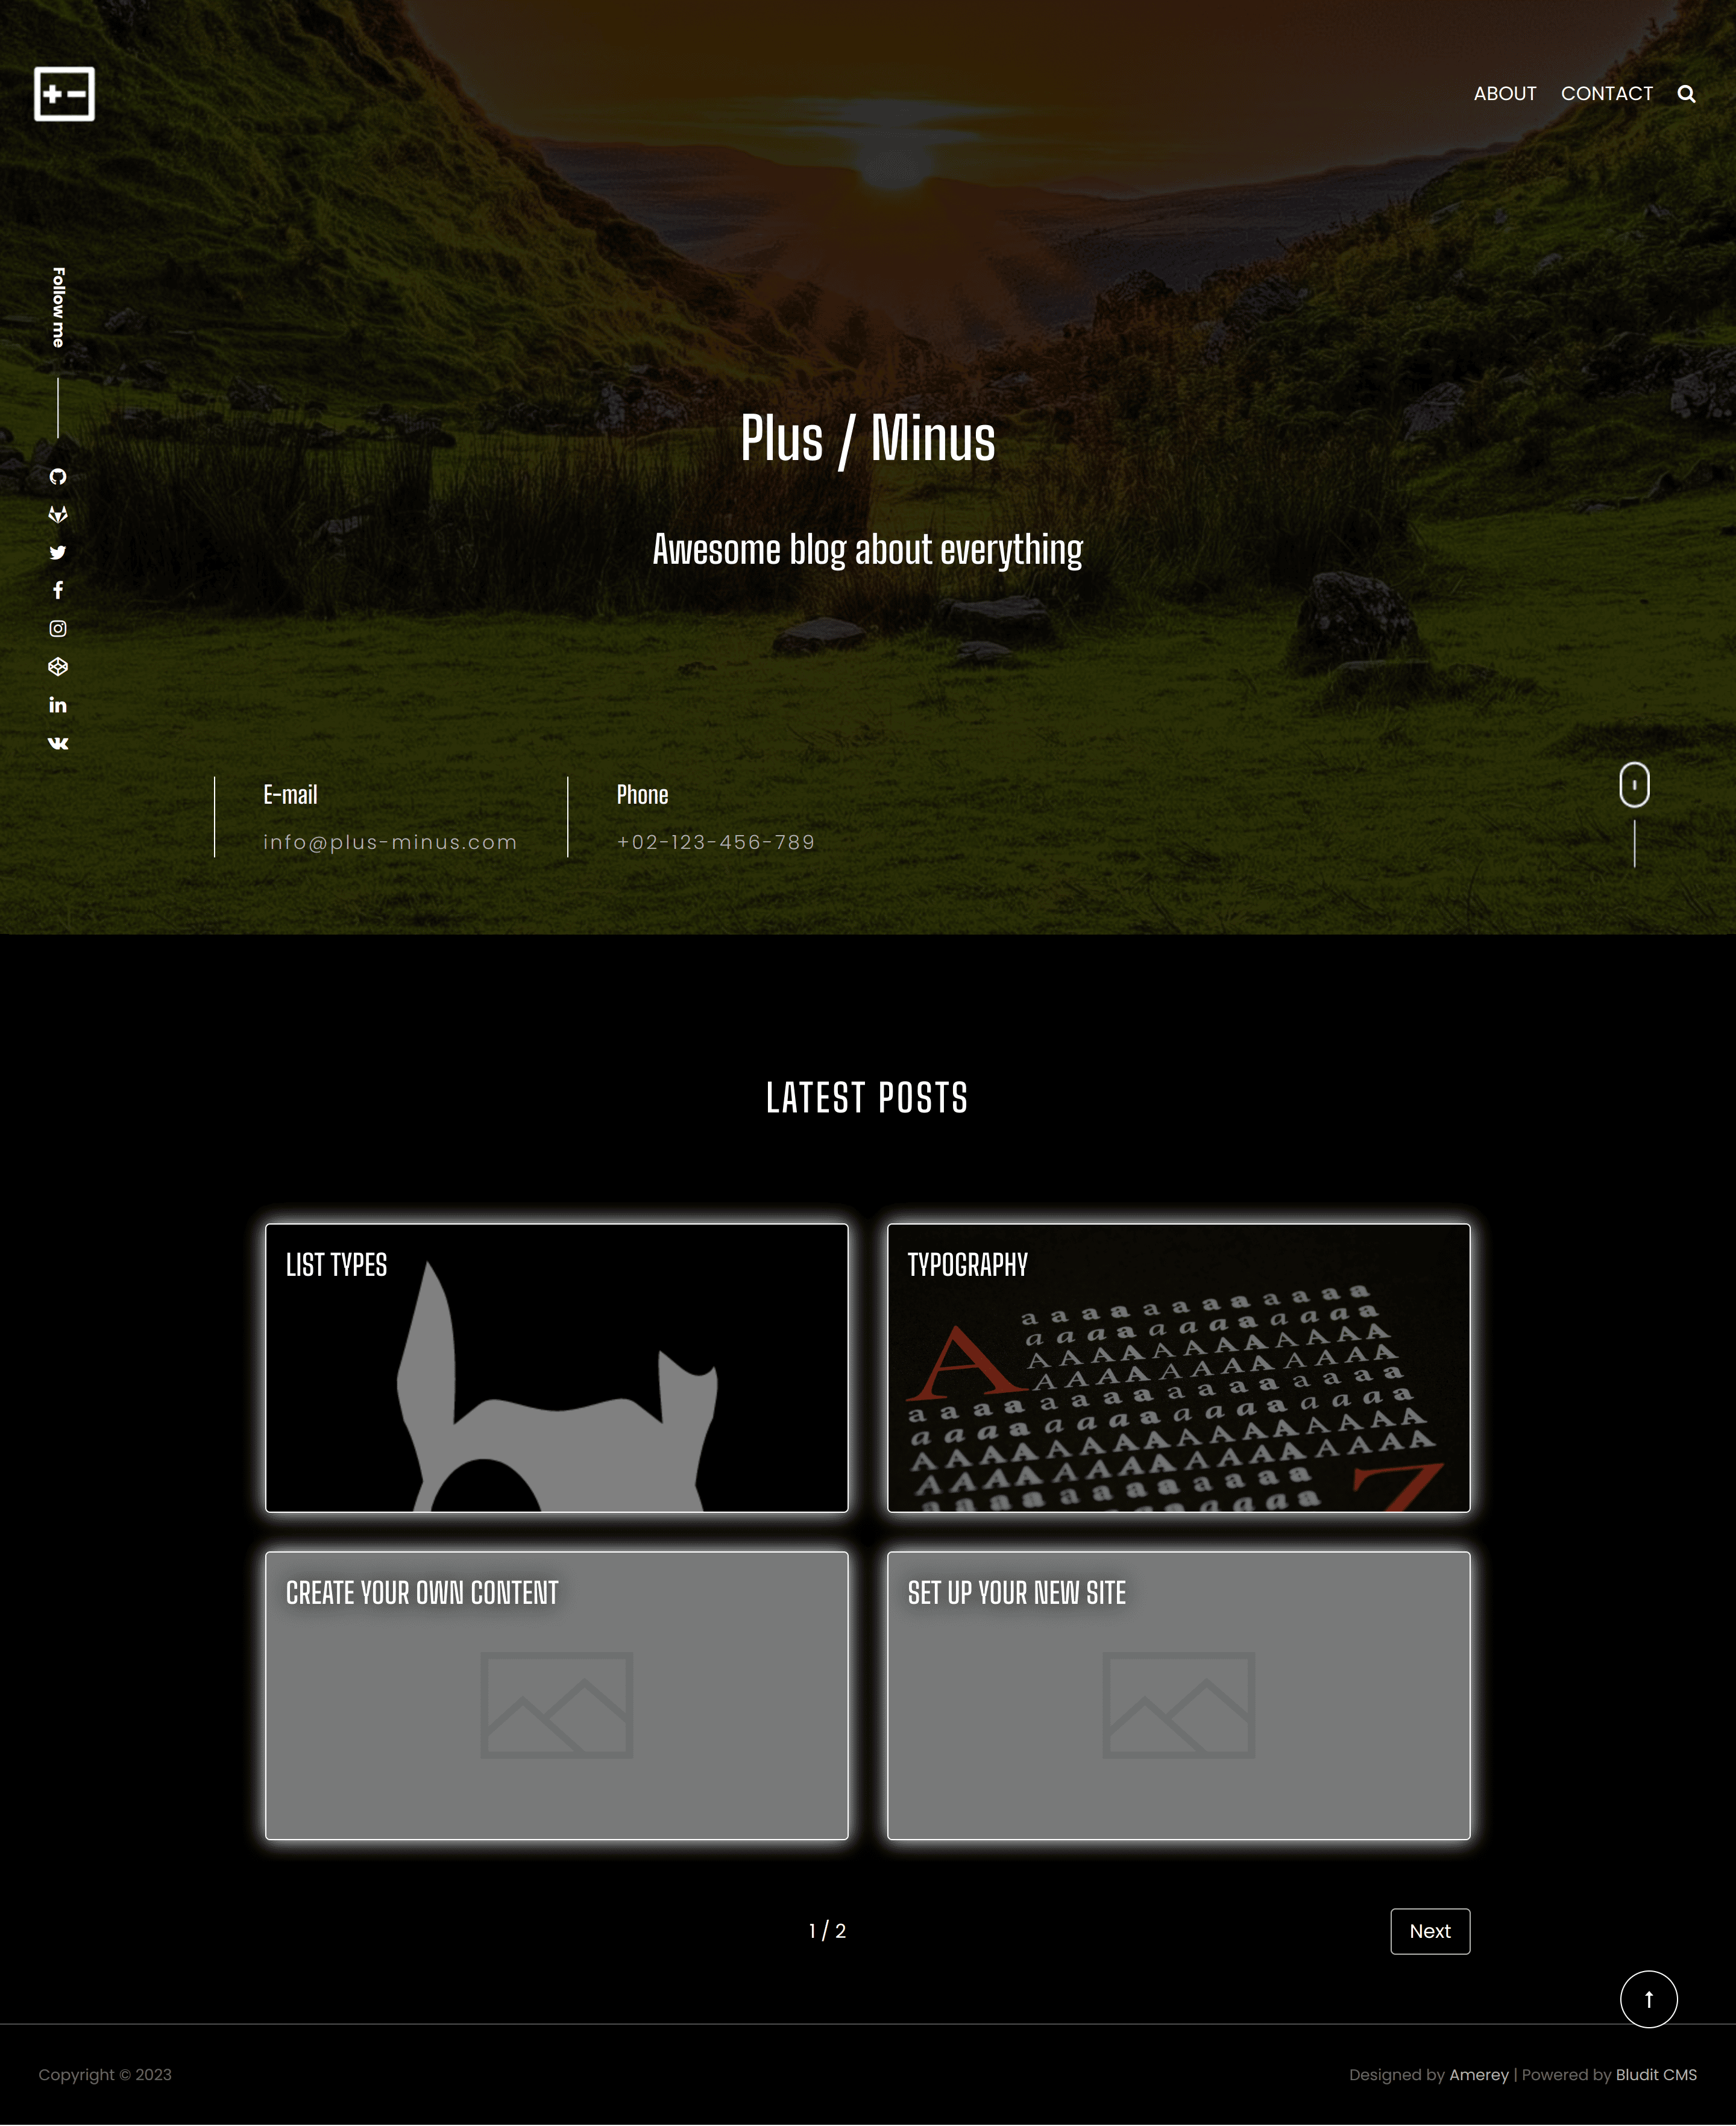 + -
ABOUT CONTACT
Follow me
Plus / Minus
Awesome blog about everything
E-mail
info@plus-minus.com
Phone
+02-123-456-789
LATEST POSTS
LIST TYPES
TYPOGRAPHY
a a a a a a a a a a a a
a a a a a a a a a a a a
A A A A A A A A A A A A
A A A A A A A A A A A A
A
Z
CREATE YOUR OWN CONTENT
SET UP YOUR NEW SITE
1 / 2
Next
Copyright © 2023
Designed by Amerey | Powered by Bludit CMS